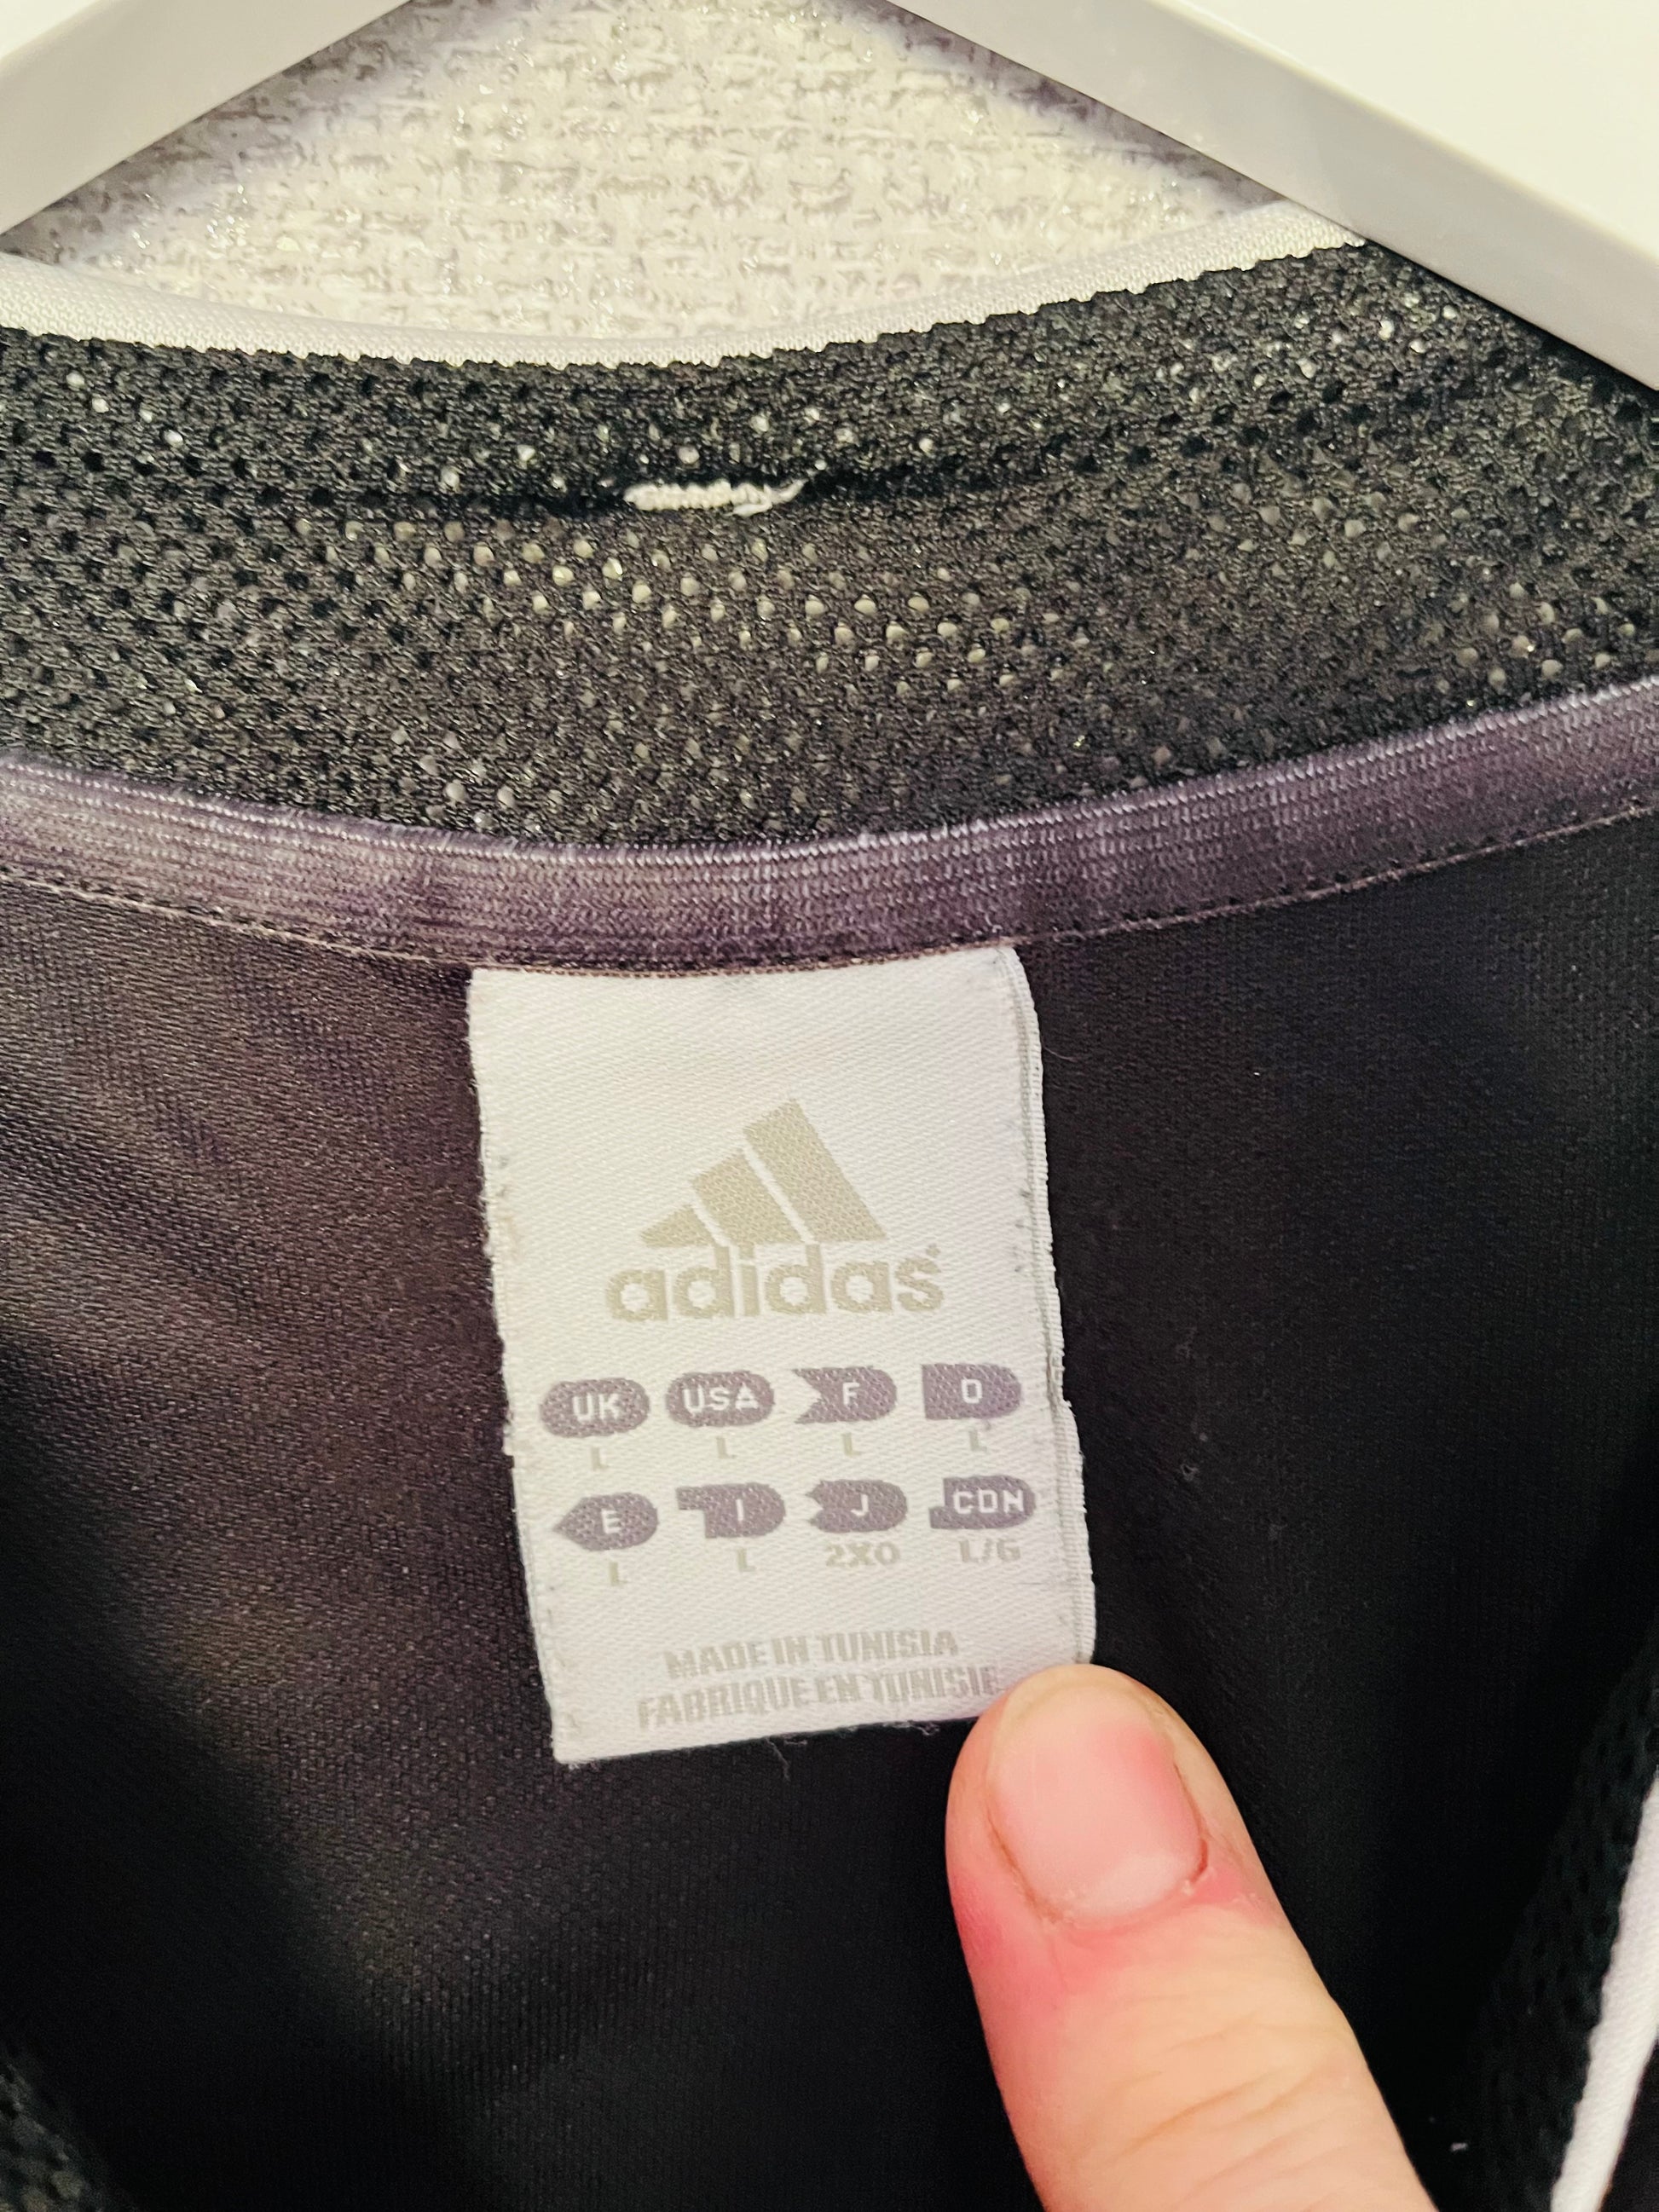 adidas
UK USA F D
L L L L
E I J CDN
L L 2XO L/G
MADE IN TUNISIA
FABRIQUE EN TUNISIE